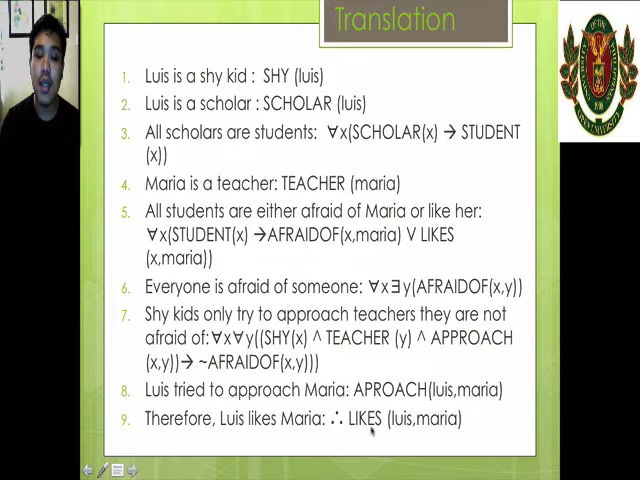 Translation
1. Luis is a shy kid : SHY (luis)
2. Luis is a scholar : SCHOLAR (luis)
3. All scholars are students: ∀x(SCHOLAR(x) → STUDENT
(x))
4. Maria is a teacher: TEACHER (maria)
5. All students are either afraid of Maria or like her:
∀x(STUDENT(x) →AFRAIDOF(x,maria) V LIKES
(x,maria))
6. Everyone is afraid of someone: ∀x∃y(AFRAIDOF(x,y))
7. Shy kids only try to approach teachers they are not
afraid of:∀x∀y((SHY(x) ^ TEACHER (y) ^ APPROACH
(x,y))→ ~AFRAIDOF(x,y)))
8. Luis tried to approach Maria: APROACH(luis,maria)
9. Therefore, Luis likes Maria: ∴ LIKES (luis,maria)